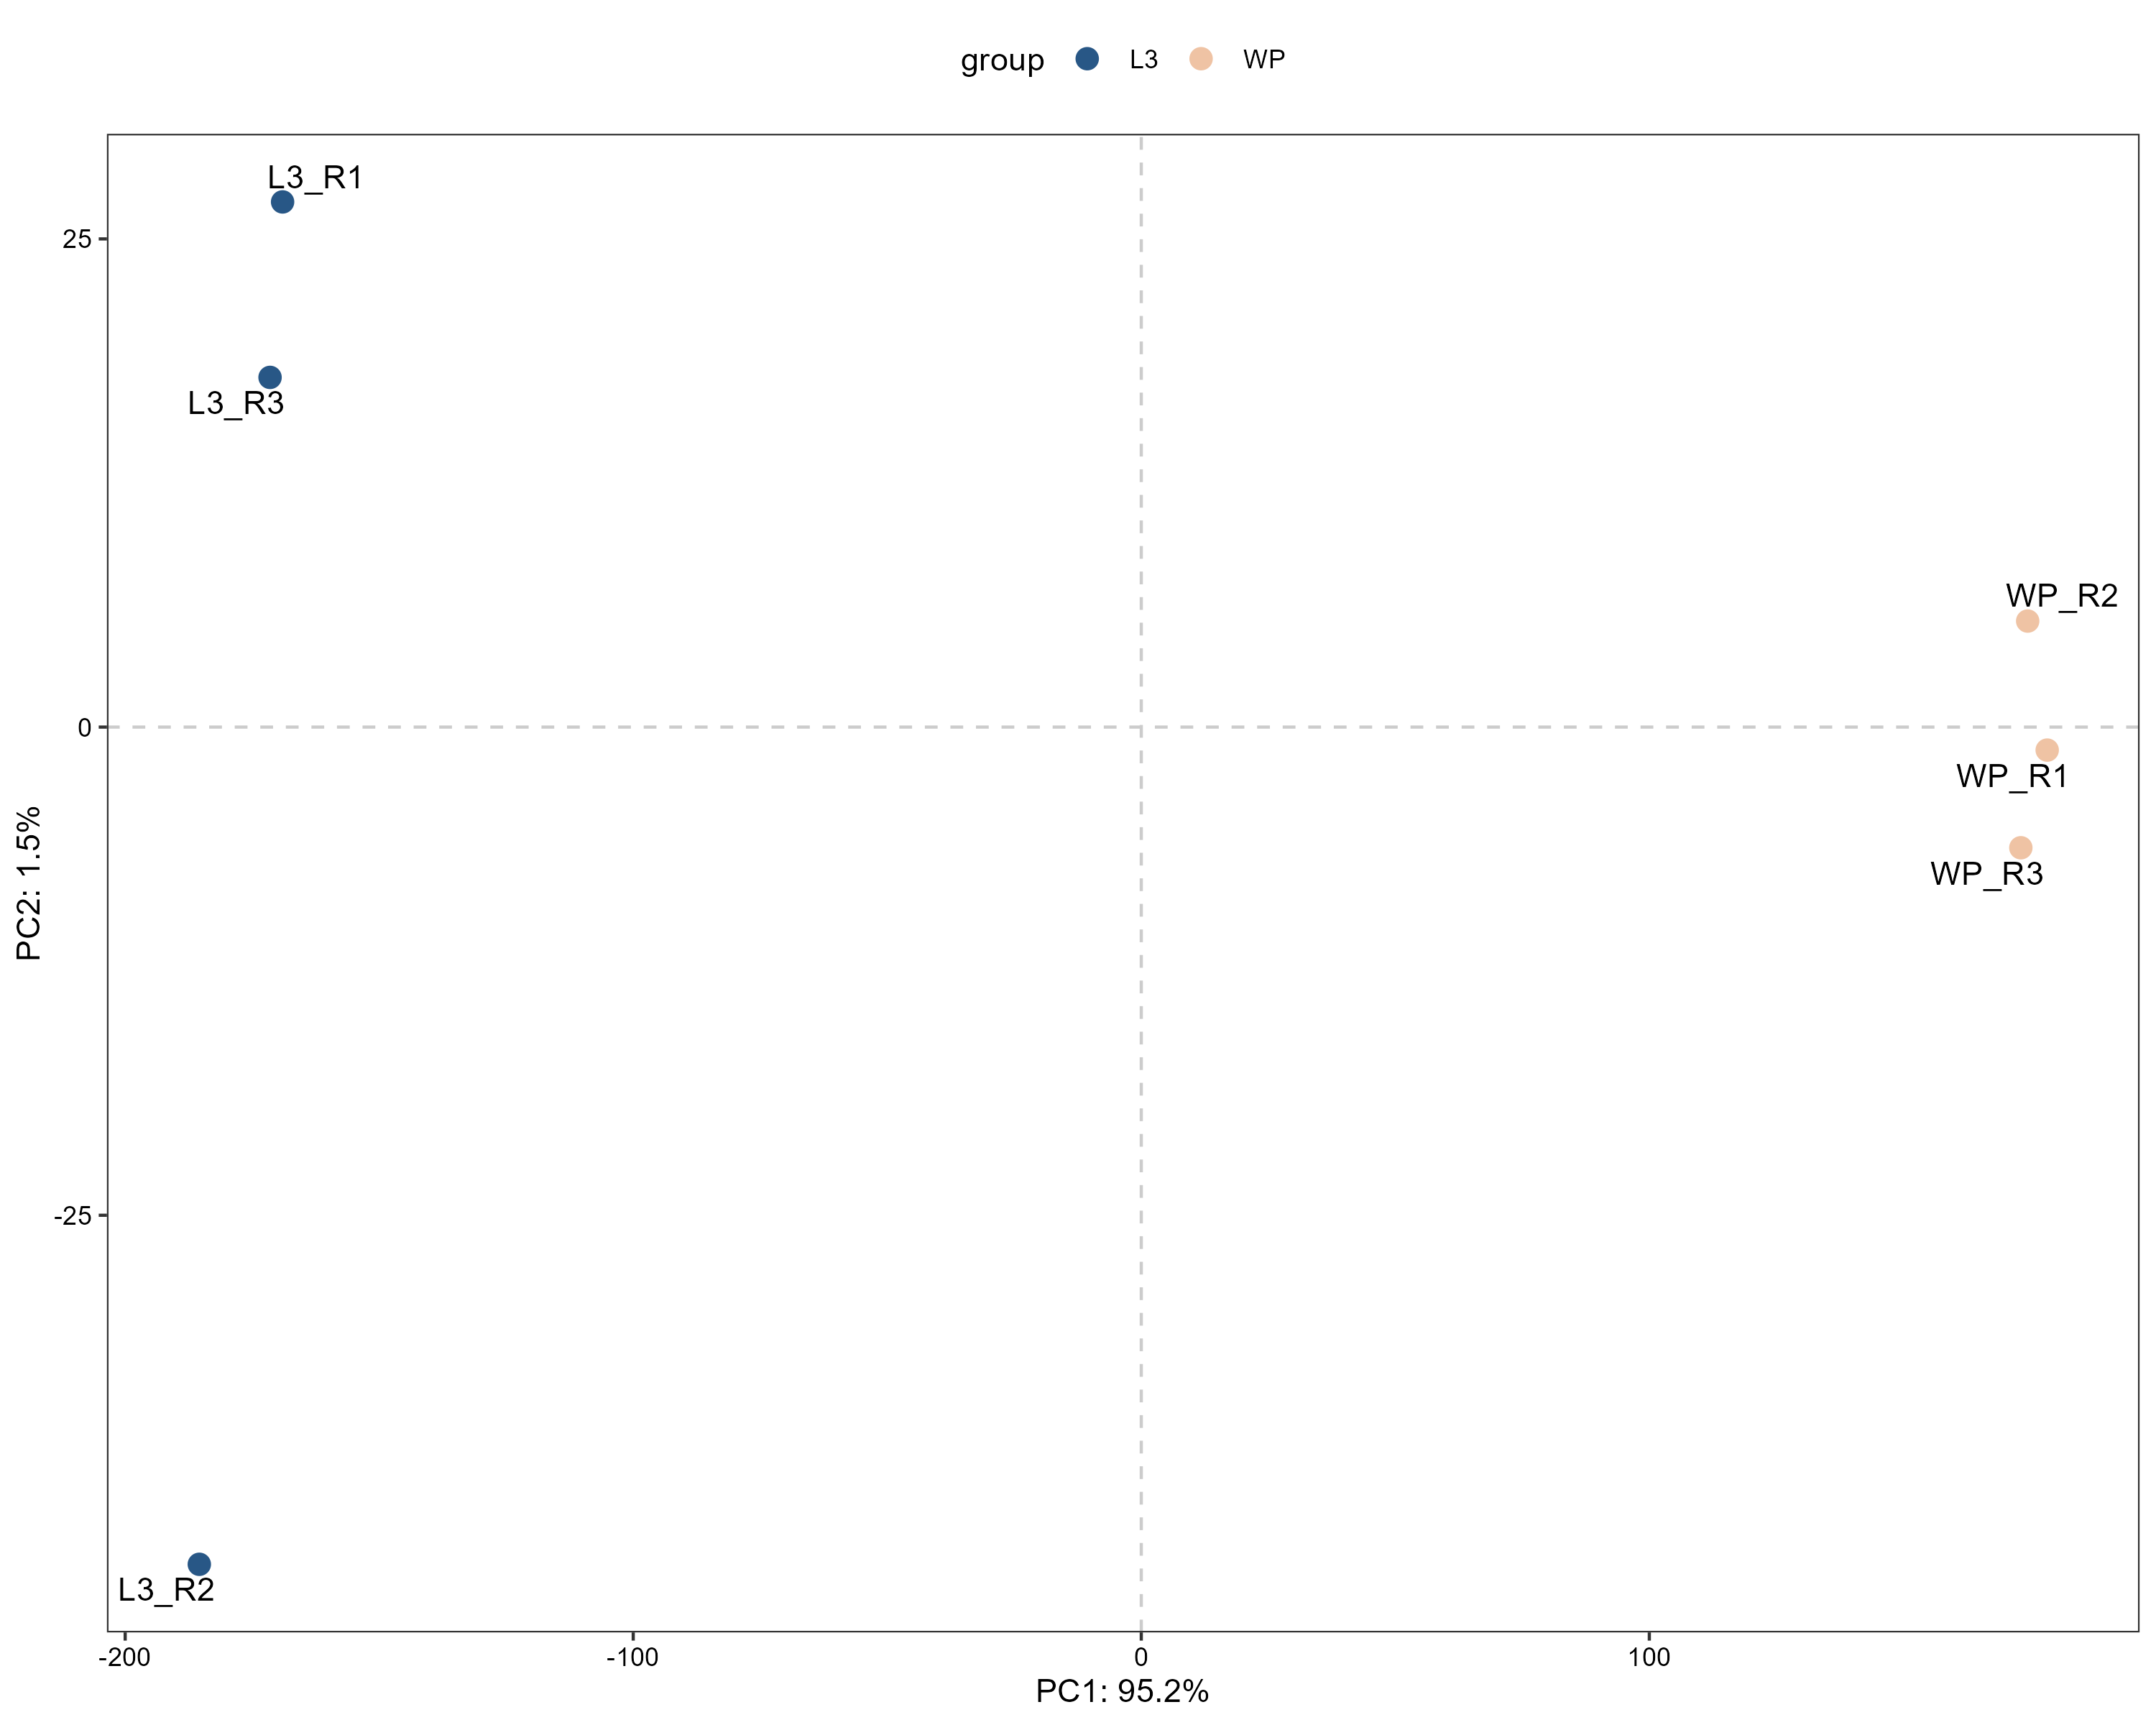 group L3 WP
L3_R1
25
L3_R3
WP_R2
0
WP_R1
WP_R3
PC2: 1.5%
-25
L3_R2
-200 -100 0 100
PC1: 95.2%